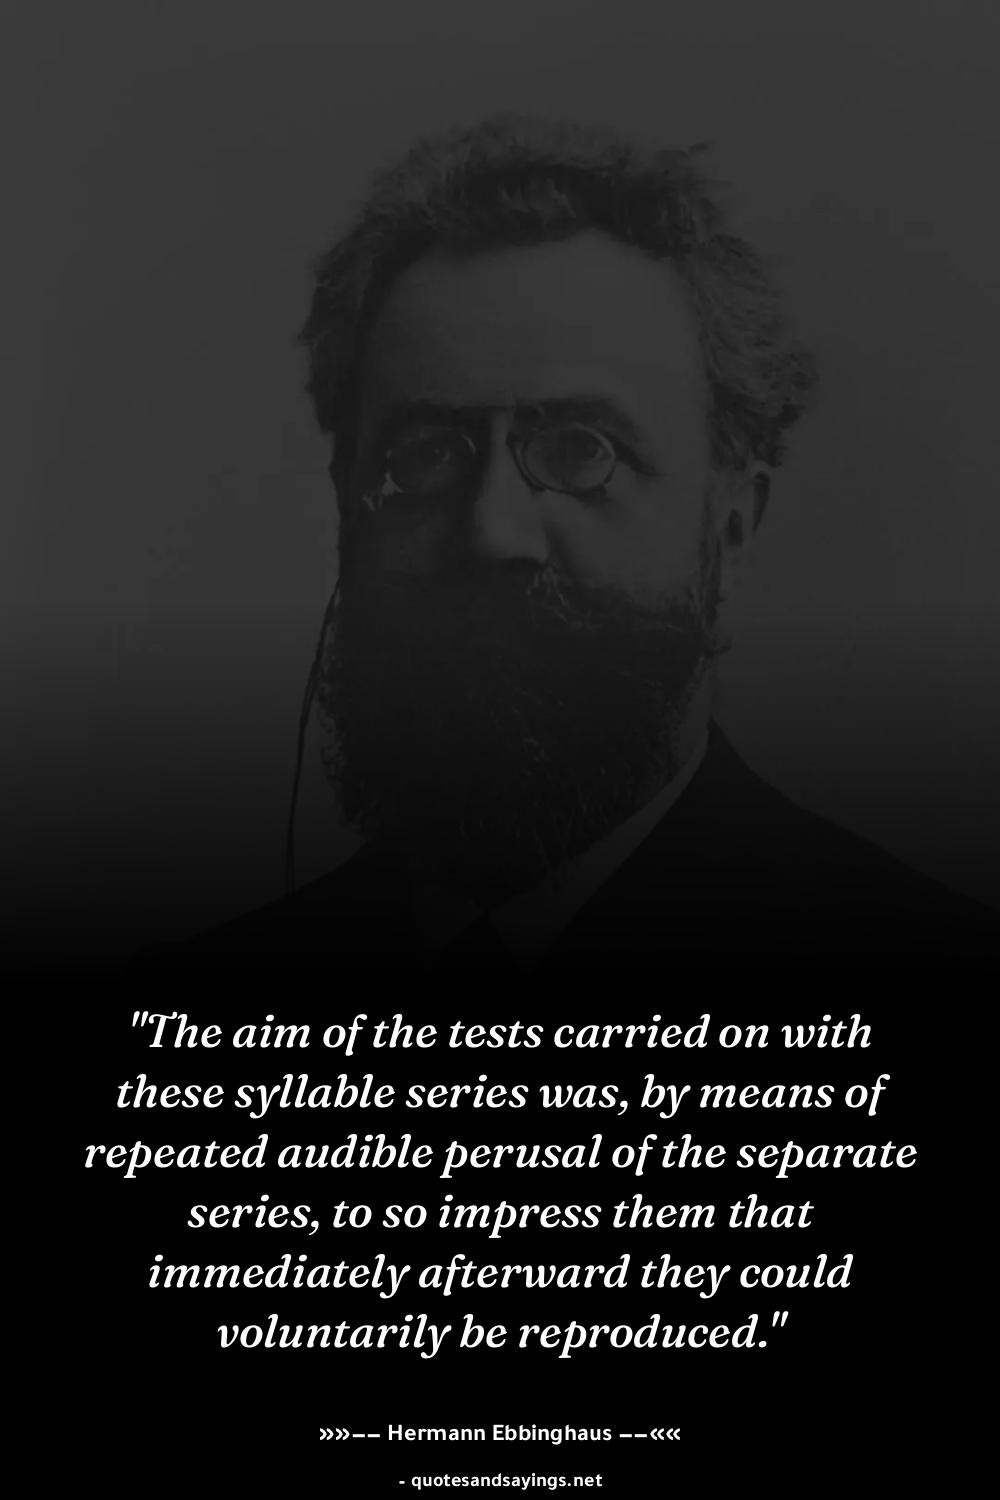 "The aim of the tests carried on with
these syllable series was, by means of
repeated audible perusal of the separate
series, to so impress them that
immediately afterward they could
voluntarily be reproduced."
»»—— Hermann Ebbinghaus ——««
- quotesandsayings.net